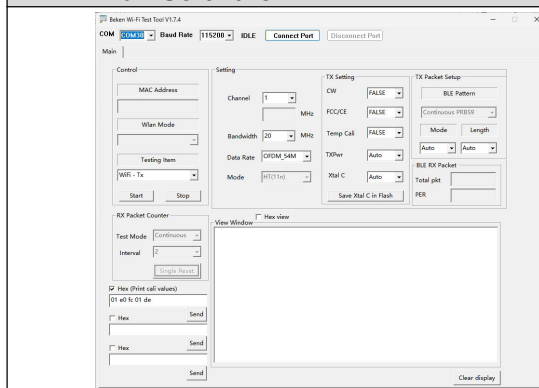 Beken Wi-Fi Test Tool V1.7.4
COM COM38 Baud Rate 115200 IDLE Connect Port Disconnect Port
Main
Control
MAC Address
Wlan Mode
Testing Item
WiFi - Tx
Start Stop
Setting
Channel 1
MHz
Bandwidth 20 MHz
Data Rate OFDM_54M
Mode HT(11n)
TX Setting
CW FALSE
FCC/CE FALSE
Temp Cali FALSE
TXPwr Auto
Xtal C Auto
Save Xtal C in Flash
TX Packet Setup
BLE Pattern
Continuous PRBS9
Mode Length
Auto Auto
BLE RX Packet
Total pkt
PER
RX Packet Counter
Test Mode Continuous
Interval 2
Single Reset
Hex (Print cali values)
01 e0 fc 01 de
Hex Send
Hex Send
Send
View Window Hex view
Clear display